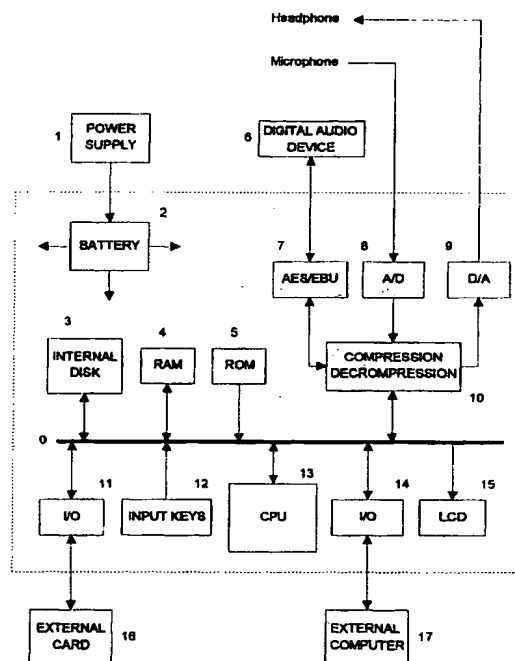 Headphone
Microphone
1
POWER
SUPPLY
6
DIGITAL AUDIO
DEVICE
2
BATTERY
7
8
9
AES/EBU
A/D
D/A
3
4
5
INTERNAL
DISK
RAM
ROM
COMPRESSION
DECROMPRESSION
10
0
11
12
13
14
15
I/O
INPUT KEYS
CPU
I/O
LCD
EXTERNAL
CARD
16
EXTERNAL
COMPUTER
17